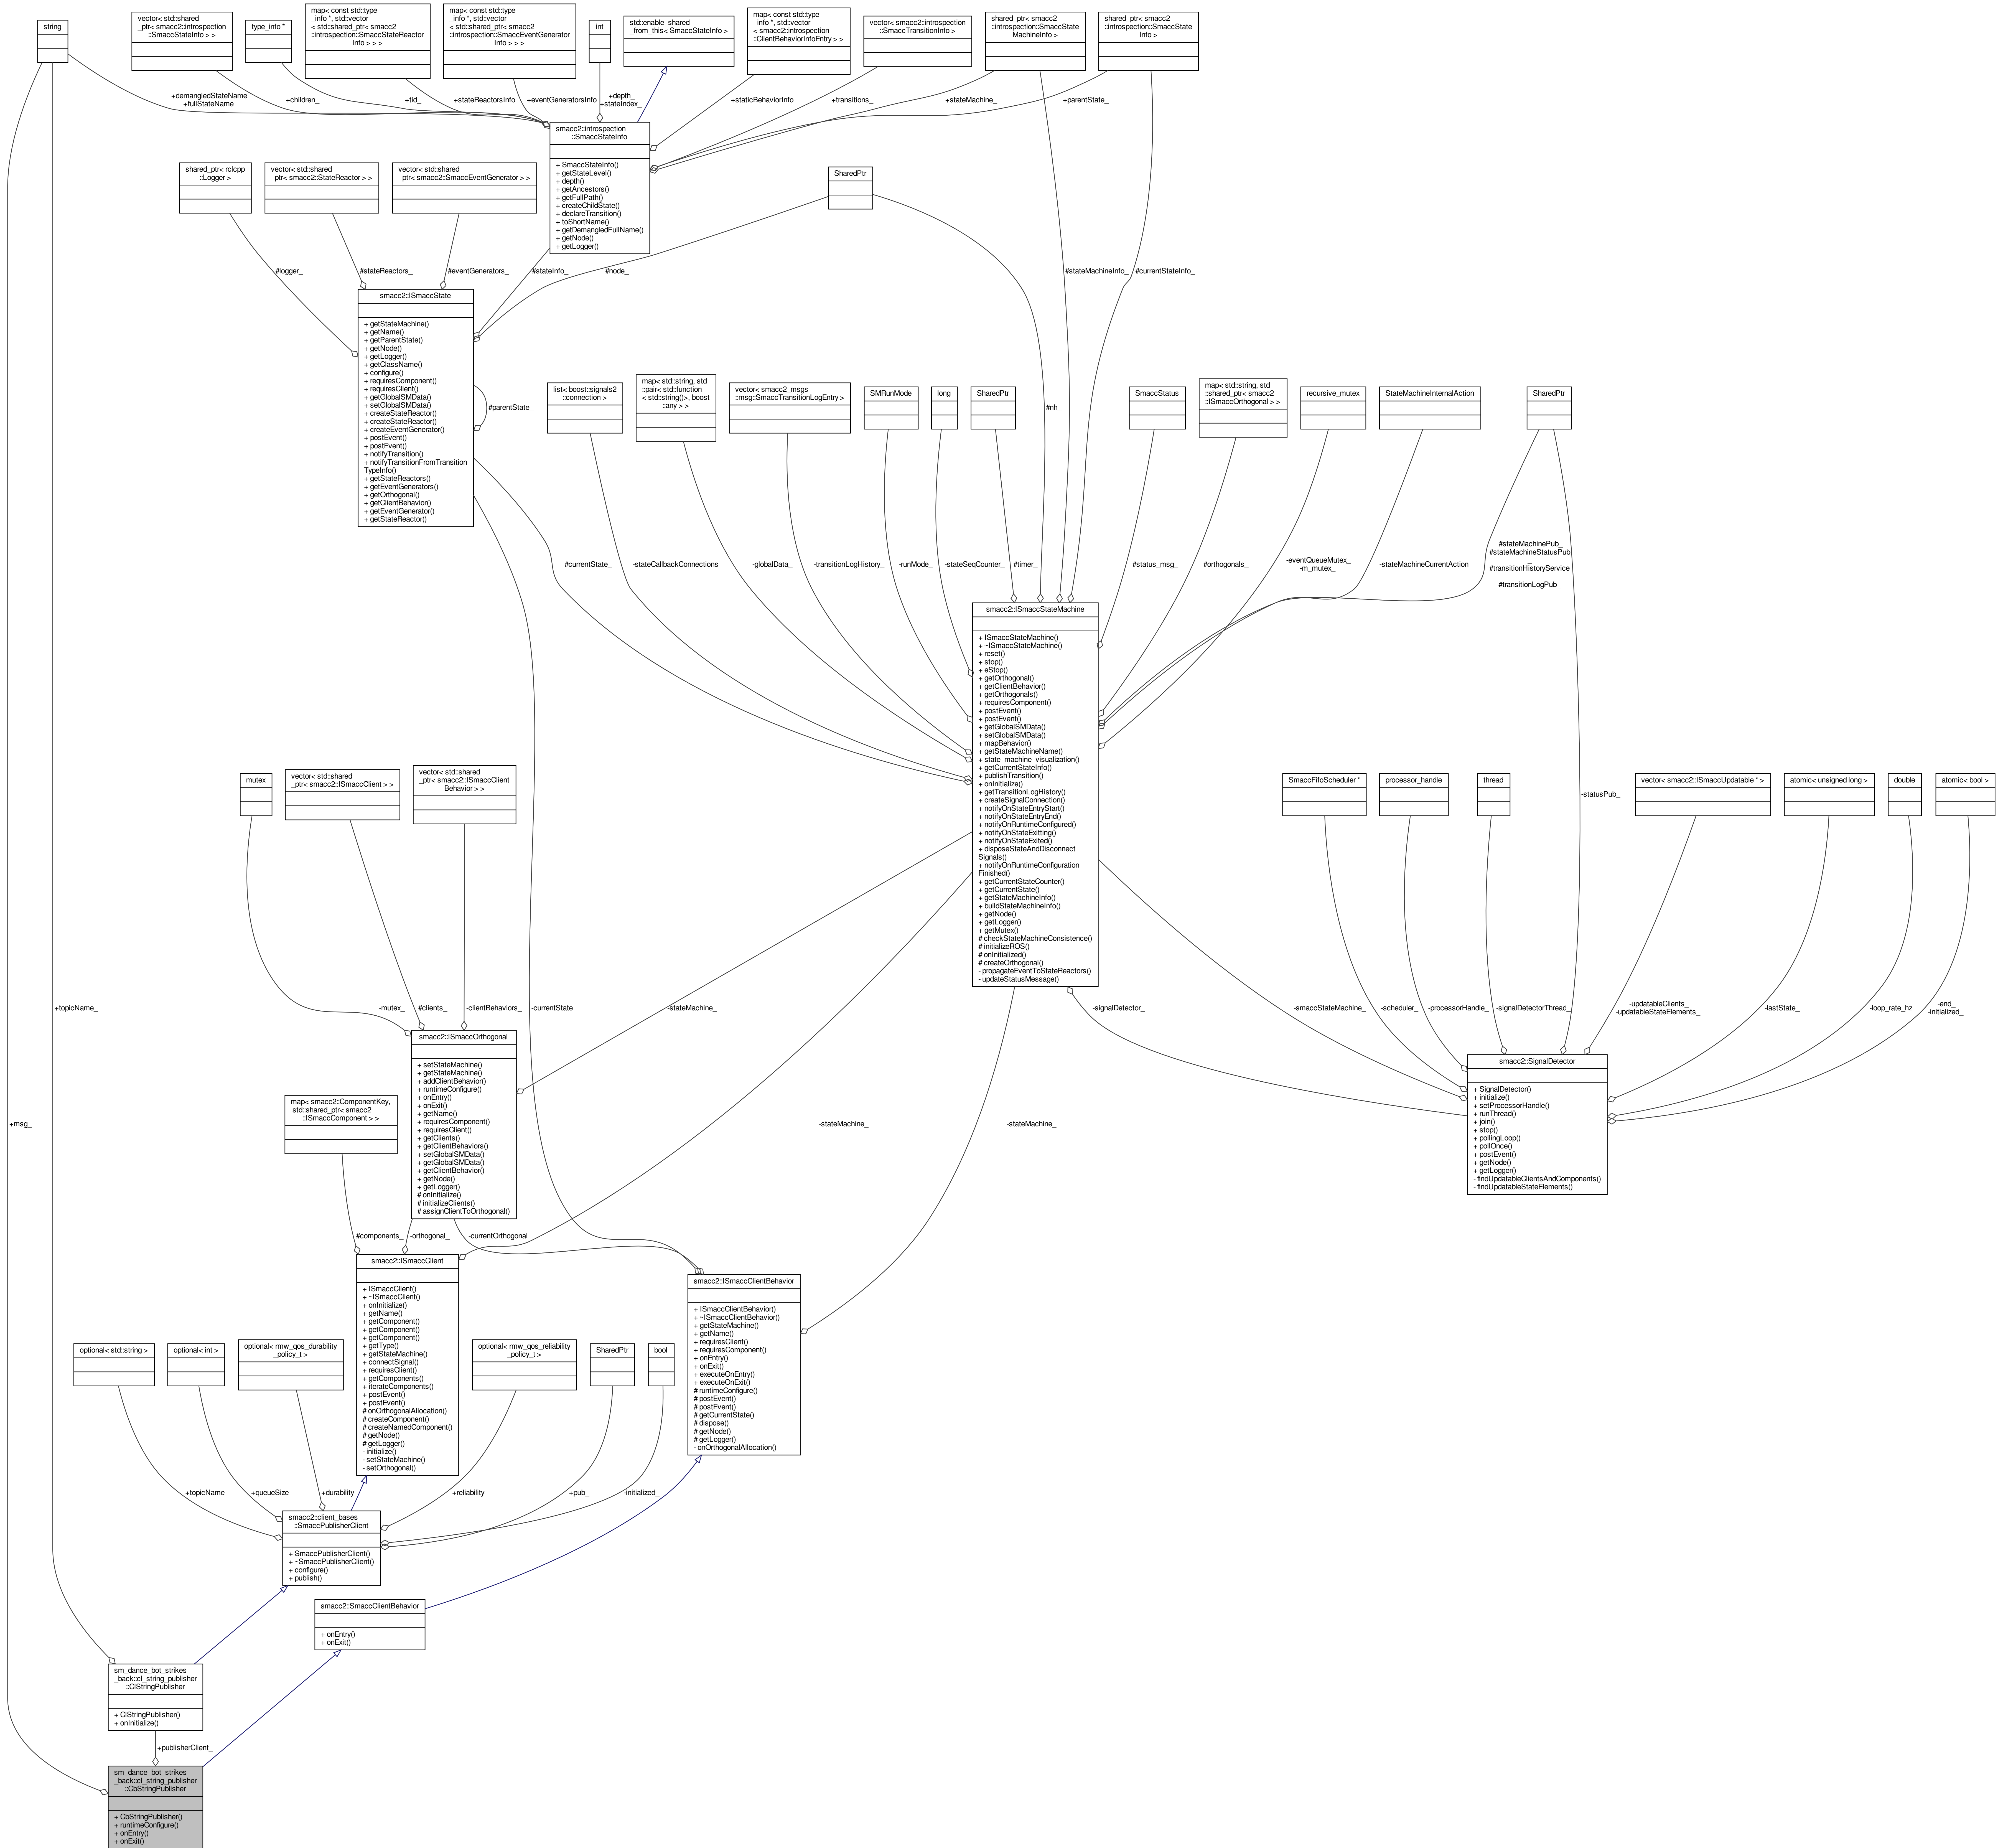 string
vector< std::shared
_ptr< smacc2::introspection
::SmaccStateInfo > >
type_info *
map< const std::type
_info *, std::vector
< std::shared_ptr< smacc2
::introspection::SmaccStateReactor
Info > > >
map< const std::type
_info *, std::vector
< std::shared_ptr< smacc2
::introspection::SmaccEventGenerator
Info > > >
int
std::enable_shared
_from_this< SmaccStateInfo >
map< const std::type
_info *, std::vector
< smacc2::introspection
::ClientBehaviorInfoEntry > >
vector< smacc2::introspection
::SmaccTransitionInfo >
shared_ptr< smacc2
::introspection::SmaccState
MachineInfo >
shared_ptr< smacc2
::introspection::SmaccState
Info >
+demangledStateName
+fullStateName
+children_
+tid_
+stateReactorsInfo
+eventGeneratorsInfo
+depth_
+stateIndex_
+staticBehaviorInfo
+transitions_
+stateMachine_
+parentState_
smacc2::introspection
::SmaccStateInfo
+ SmaccStateInfo()
+ getStateLevel()
+ depth()
+ getAncestors()
+ getFullPath()
+ createChildState()
+ declareTransition()
+ toShortName()
+ getDemangledFullName()
+ getNode()
+ getLogger()
shared_ptr< rclcpp
::Logger >
vector< std::shared
_ptr< smacc2::StateReactor > >
vector< std::shared
_ptr< smacc2::SmaccEventGenerator > >
SharedPtr
#logger_
#stateReactors_
#eventGenerators_
#stateInfo_
#node_
#stateMachineInfo_
#currentStateInfo_
smacc2::ISmaccState
+ getStateMachine()
+ getName()
+ getParentState()
+ getNode()
+ getLogger()
+ getClassName()
+ configure()
+ requiresComponent()
+ requiresClient()
+ getGlobalSMData()
+ setGlobalSMData()
+ createStateReactor()
+ createStateReactor()
+ createEventGenerator()
+ postEvent()
+ postEvent()
+ notifyTransition()
+ notifyTransitionFromTransition
TypeInfo()
+ getStateReactors()
+ getEventGenerators()
+ getOrthogonal()
+ getClientBehavior()
+ getEventGenerator()
+ getStateReactor()
#parentState_
list< boost::signals2
::connection >
map< std::string, std
::pair< std::function
< std::string()>, boost
::any > >
vector< smacc2_msgs
::msg::SmaccTransitionLogEntry >
SMRunMode
long
SharedPtr
#nh_
SmaccStatus
map< std::string, std
::shared_ptr< smacc2
::ISmaccOrthogonal > >
recursive_mutex
StateMachineInternalAction
SharedPtr
#currentState_
-stateCallbackConnections
-globalData_
-transitionLogHistory_
-runMode_
-stateSeqCounter_
#timer_
#status_msg_
#orthogonals_
-eventQueueMutex_
-m_mutex_
-stateMachineCurrentAction
#stateMachinePub_
#stateMachineStatusPub
_
#transitionHistoryService
_
#transitionLogPub_
smacc2::ISmaccStateMachine
+ ISmaccStateMachine()
+ ~ISmaccStateMachine()
+ reset()
+ stop()
+ eStop()
+ getOrthogonal()
+ getClientBehavior()
+ getOrthogonals()
+ requiresComponent()
+ postEvent()
+ postEvent()
+ getGlobalSMData()
+ setGlobalSMData()
+ mapBehavior()
+ getStateMachineName()
+ state_machine_visualization()
+ getCurrentStateInfo()
+ publishTransition()
+ onInitialize()
+ getTransitionLogHistory()
+ createSignalConnection()
+ notifyOnStateEntryStart()
+ notifyOnStateEntryEnd()
+ notifyOnRuntimeConfigured()
+ notifyOnStateExitting()
+ notifyOnStateExited()
+ disposeStateAndDisconnect
Signals()
+ notifyOnRuntimeConfiguration
Finished()
+ getCurrentStateCounter()
+ getCurrentState()
+ getStateMachineInfo()
+ buildStateMachineInfo()
+ getNode()
+ getLogger()
+ getMutex()
# checkStateMachineConsistence()
# initializeROS()
# onInitialized()
# createOrthogonal()
- propagateEventToStateReactors()
- updateStatusMessage()
mutex
vector< std::shared
_ptr< smacc2::ISmaccClient > >
vector< std::shared
_ptr< smacc2::ISmaccClient
Behavior > >
SmaccFifoScheduler *
processor_handle
thread
-statusPub_
vector< smacc2::ISmaccUpdatable * >
atomic< unsigned long >
double
atomic< bool >
+topicName_
-mutex_
#clients_
-clientBehaviors_
-currentState
-stateMachine_
-signalDetector_
-smaccStateMachine_
-scheduler_
-processorHandle_
-signalDetectorThread_
-updatableClients_
-updatableStateElements_
-lastState_
-loop_rate_hz
-end_
-initialized_
smacc2::ISmaccOrthogonal
+ setStateMachine()
+ getStateMachine()
+ addClientBehavior()
+ runtimeConfigure()
+ onEntry()
+ onExit()
+ getName()
+ requiresComponent()
+ requiresClient()
+ getClients()
+ getClientBehaviors()
+ setGlobalSMData()
+ getGlobalSMData()
+ getClientBehavior()
+ getNode()
+ getLogger()
# onInitialize()
# initializeClients()
# assignClientToOrthogonal()
smacc2::SignalDetector
+ SignalDetector()
+ initialize()
+ setProcessorHandle()
+ runThread()
+ join()
+ stop()
+ pollingLoop()
+ pollOnce()
+ postEvent()
+ getNode()
+ getLogger()
- findUpdatableClientsAndComponents()
- findUpdatableStateElements()
map< smacc2::ComponentKey,
std::shared_ptr< smacc2
::ISmaccComponent > >
+msg_
-stateMachine_
-stateMachine_
#components_
-orthogonal_
-currentOrthogonal
smacc2::ISmaccClient
+ ISmaccClient()
+ ~ISmaccClient()
+ onInitialize()
+ getName()
+ getComponent()
+ getComponent()
+ getComponent()
+ getType()
+ getStateMachine()
+ connectSignal()
+ requiresClient()
+ getComponents()
+ iterateComponents()
+ postEvent()
+ postEvent()
# onOrthogonalAllocation()
# createComponent()
# createNamedComponent()
# getNode()
# getLogger()
- initialize()
- setStateMachine()
- setOrthogonal()
smacc2::ISmaccClientBehavior
+ ISmaccClientBehavior()
+ ~ISmaccClientBehavior()
+ getStateMachine()
+ getName()
+ requiresClient()
+ requiresComponent()
+ onEntry()
+ onExit()
+ executeOnEntry()
+ executeOnExit()
# runtimeConfigure()
# postEvent()
# postEvent()
# getCurrentState()
# dispose()
# getNode()
# getLogger()
- onOrthogonalAllocation()
optional< std::string >
optional< int >
optional< rmw_qos_durability
_policy_t >
optional< rmw_qos_reliability
_policy_t >
SharedPtr
bool
+topicName
+queueSize
+durability
+reliability
+pub_
-initialized_
smacc2::client_bases
::SmaccPublisherClient
+ SmaccPublisherClient()
+ ~SmaccPublisherClient()
+ configure()
+ publish()
smacc2::SmaccClientBehavior
+ onEntry()
+ onExit()
sm_dance_bot_strikes
_back::cl_string_publisher
::ClStringPublisher
+ ClStringPublisher()
+ onInitialize()
+publisherClient_
sm_dance_bot_strikes
_back::cl_string_publisher
::CbStringPublisher
+ CbStringPublisher()
+ runtimeConfigure()
+ onEntry()
+ onExit()